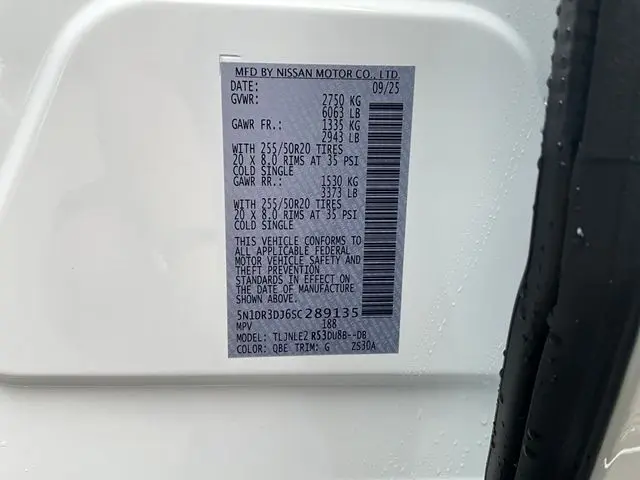 MFD BY NISSAN MOTOR CO., LTD.
DATE: 09/25
GVWR: 2750 KG
6063 LB
GAWR FR.: 1335 KG
2943 LB
WITH 255/50R20 TIRES
20 X 8.0 RIMS AT 35 PSI
COLD SINGLE
GAWR RR.: 1530 KG
3373 LB
WITH 255/50R20 TIRES
20 X 8.0 RIMS AT 35 PSI
COLD SINGLE
THIS VEHICLE CONFORMS TO
ALL APPLICABLE FEDERAL
MOTOR VEHICLE SAFETY AND
THEFT PREVENTION
STANDARDS IN EFFECT ON
THE DATE OF MANUFACTURE
SHOWN ABOVE.
5N1DR3DJ6SC289135
MPV 188
MODEL: TLJNLEZ R53DU8B--DB
COLOR: QBE TRIM: G ZS30A